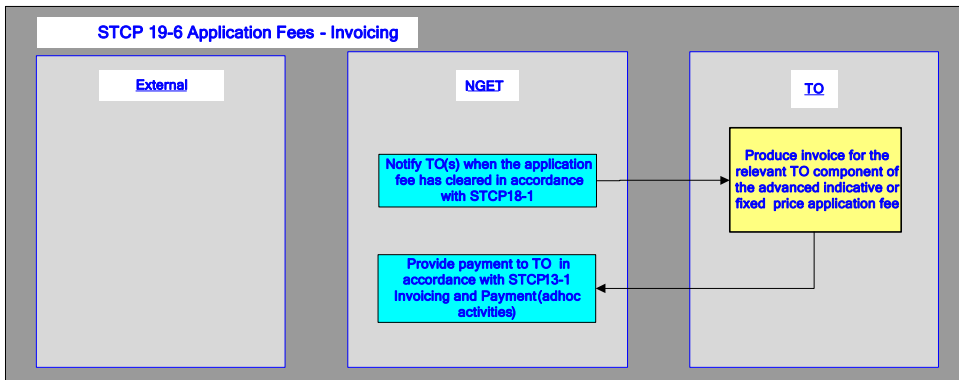 STCP 19-6 Application Fees - Invoicing
External
NGET
TO
Notify TO(s) when the application
fee has cleared in accordance
with STCP18-1
Produce invoice for the
relevant TO component of
the advanced indicative or
fixed price application fee
Provide payment to TO in
accordance with STCP13-1
Invoicing and Payment(adhoc
activities)